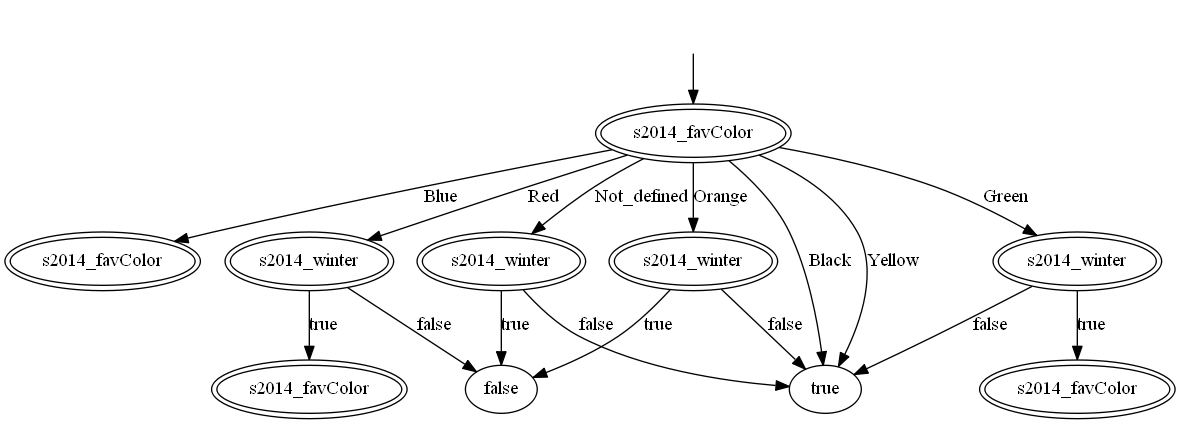 s2014_favColor
Blue
Red
Not_defined
Orange
Green
Black
Yellow
s2014_favColor
s2014_winter
s2014_winter
s2014_winter
s2014_winter
true
false
true
false
true
false
false
true
s2014_favColor
false
true
s2014_favColor